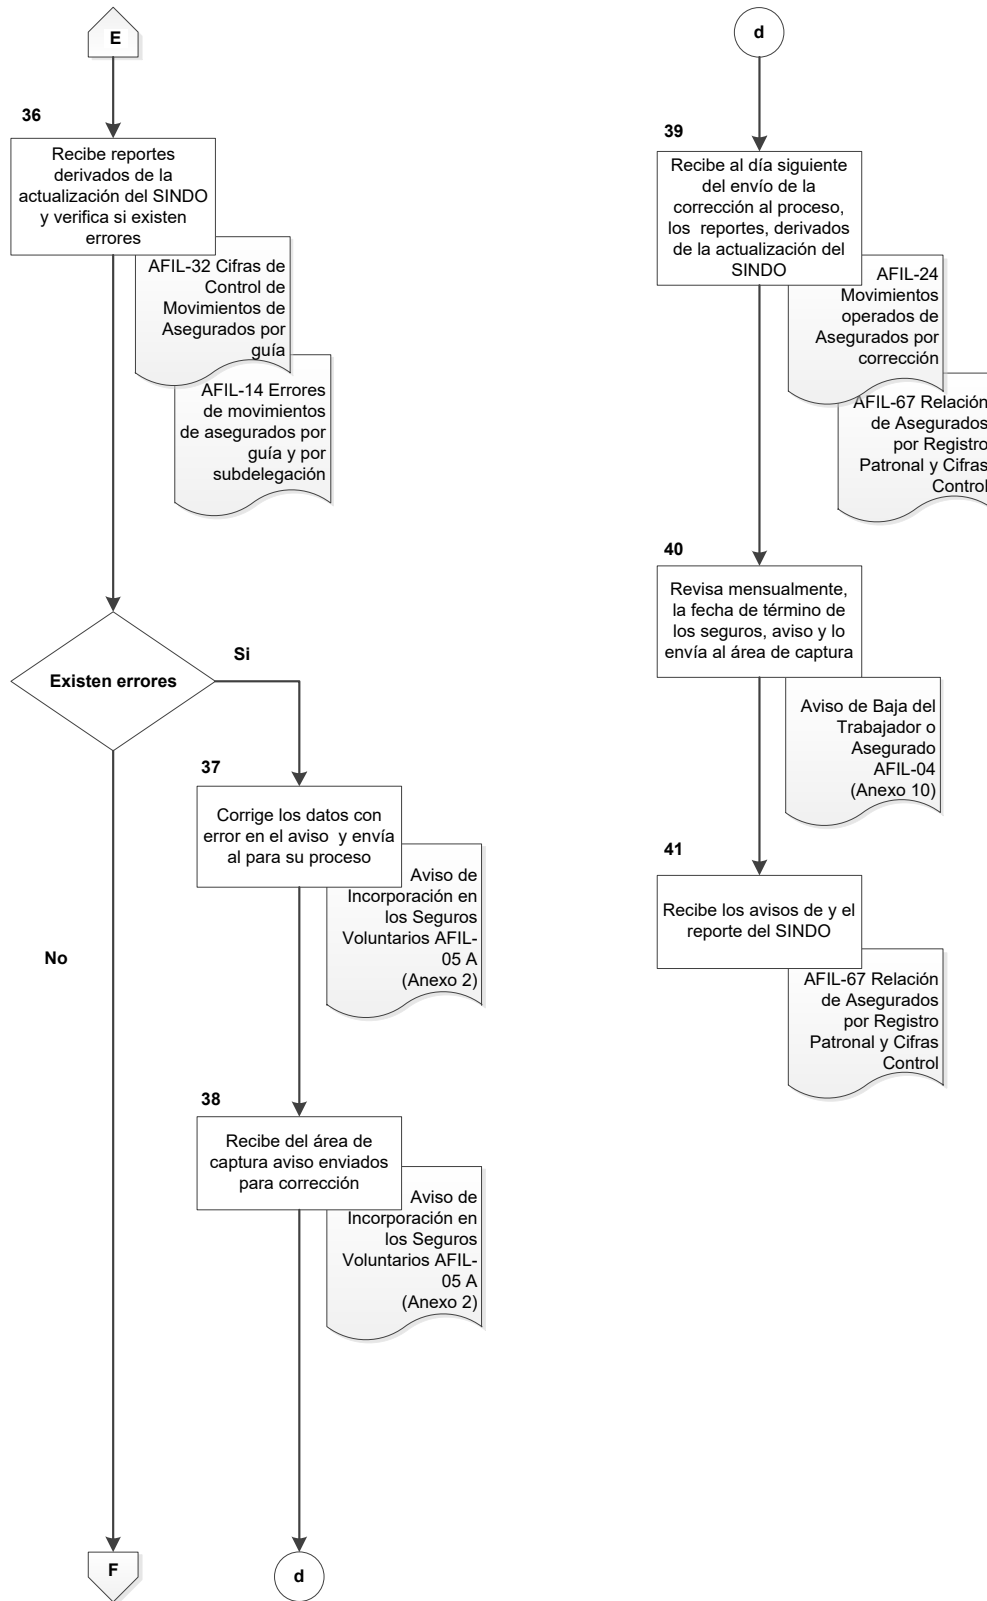 E
36
Recibe reportes
derivados de la
actualización del SINDO
y verifica si existen
errores
AFIL-32 Cifras de
Control de
Movimientos de
Asegurados por
guía
AFIL-14 Errores
de movimientos
de asegurados por
guía y por
subdelegación
Existen errores
Si
No
37
Corrige los datos con
error en el aviso y envía
al para su proceso
Aviso de
Incorporación en
los Seguros
Voluntarios AFIL-
05 A
(Anexo 2)
38
Recibe del área de
captura aviso enviados
para corrección
Aviso de
Incorporación en
los Seguros
Voluntarios AFIL-
05 A
(Anexo 2)
F
d
d
39
Recibe al día siguiente
del envío de la
corrección al proceso,
los reportes, derivados
de la actualización del
SINDO
AFIL-24
Movimientos
operados de
Asegurados por
corrección
AFIL-67 Relación
de Asegurados
por Registro
Patronal y Cifras
Control
40
Revisa mensualmente,
la fecha de término de
los seguros, aviso y lo
envía al área de captura
Aviso de Baja del
Trabajador o
Asegurado
AFIL-04
(Anexo 10)
41
Recibe los avisos de y el
reporte del SINDO
AFIL-67 Relación
de Asegurados
por Registro
Patronal y Cifras
Control